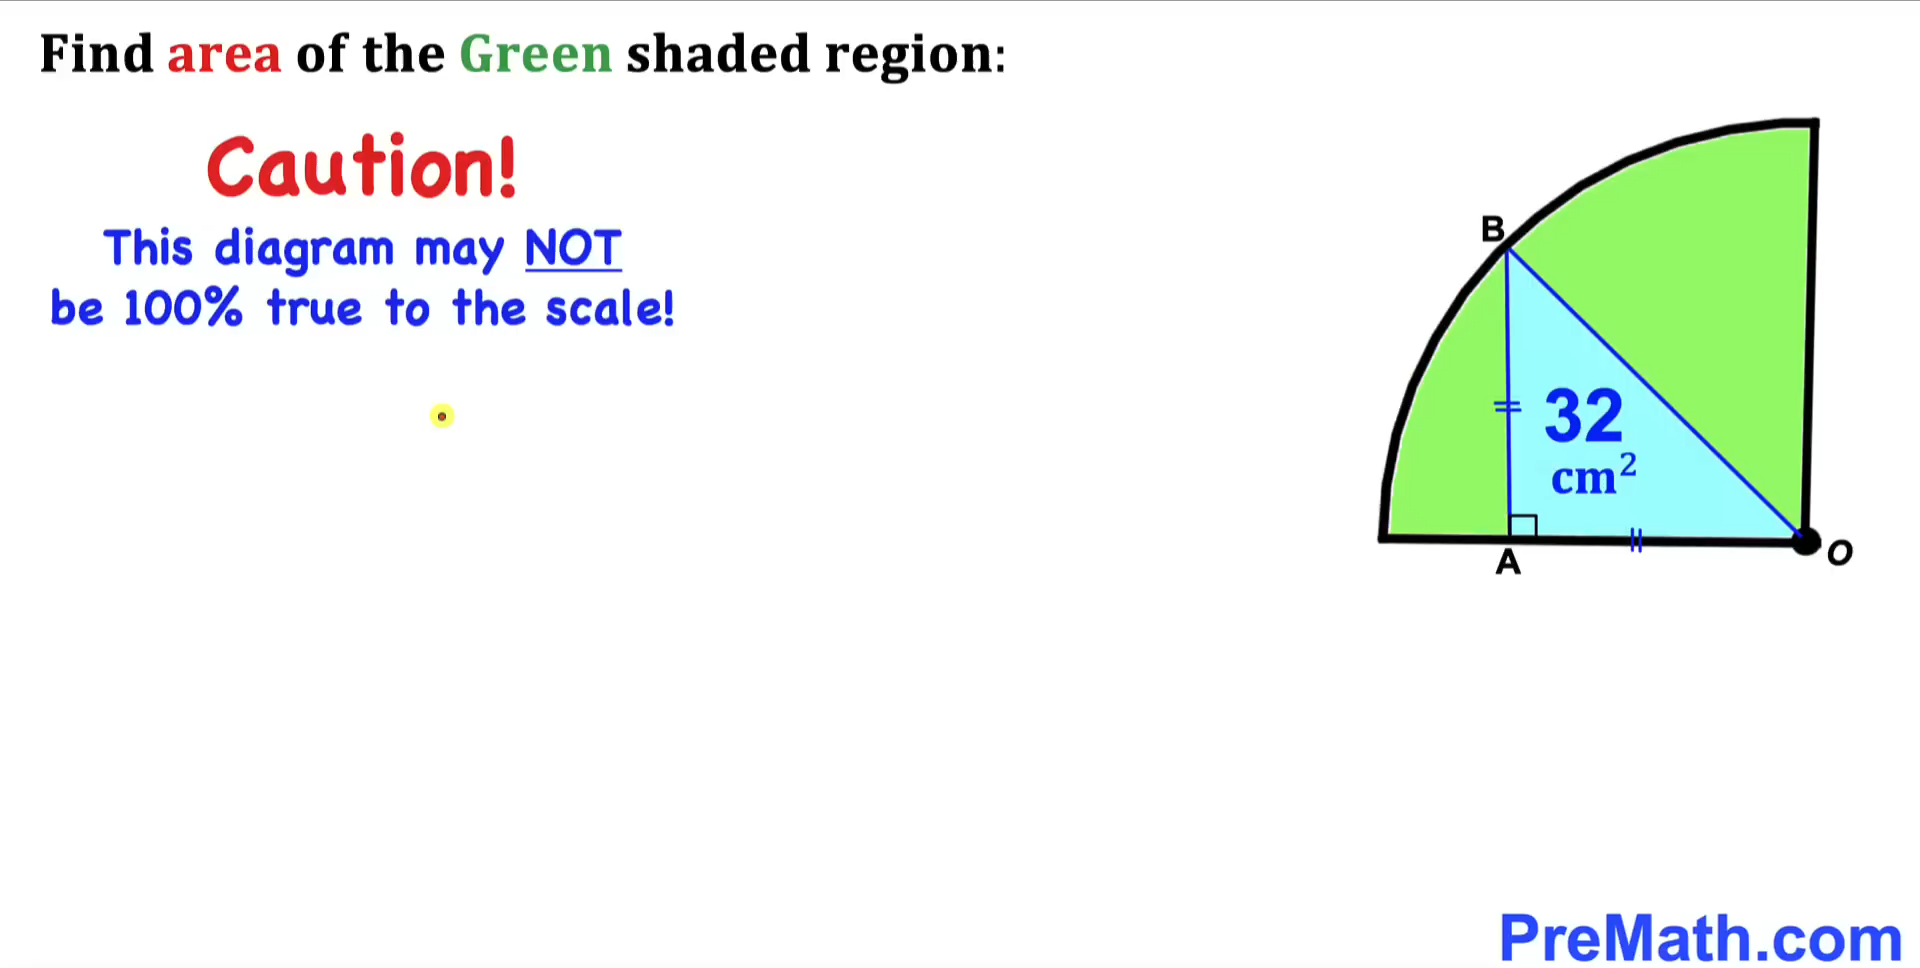 Find area of the Green shaded region:
Caution!
This diagram may NOT
be 100% true to the scale!
B
32
cm²
A
O
PreMath.com